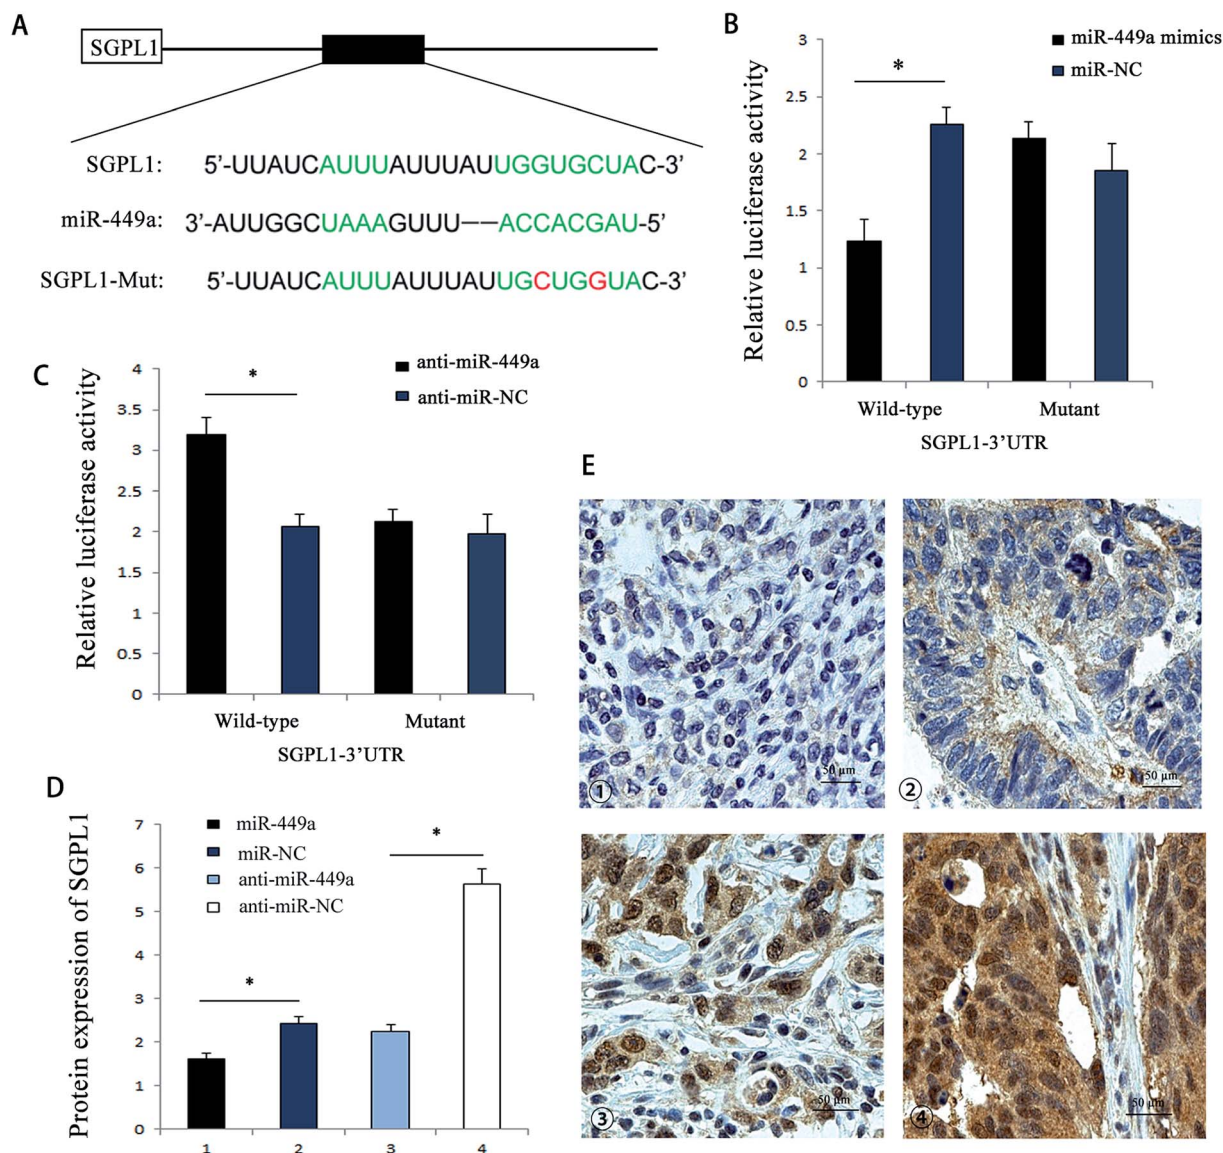 A
SGPL1
SGPL1: 5’-UUAUCAUUUAUUUAUUGGUGCUAC-3’
miR-449a: 3’-AUUGGCUAAAGUUU——ACCACGAU-5’
SGPL1-Mut: 5’-UUAUCAUUUAUUUAUUGCUGGUAC-3’
B
Relative luciferase activity
3
2.5
2
1.5
1
0.5
0
*
miR-449a mimics
miR-NC
Wild-type Mutant
SGPL1-3’UTR
C
Relative luciferase activity
4
3.5
3
2.5
2
1.5
1
0.5
0
*
anti-miR-449a
anti-miR-NC
Wild-type Mutant
SGPL1-3’UTR
D
Protein expression of SGPL1
7
6
5
4
3
2
1
0
miR-449a
miR-NC
anti-miR-449a
anti-miR-NC
*
*
1 2 3 4
E
50 µm
①
50 µm
②
50 µm
③
50 µm
④